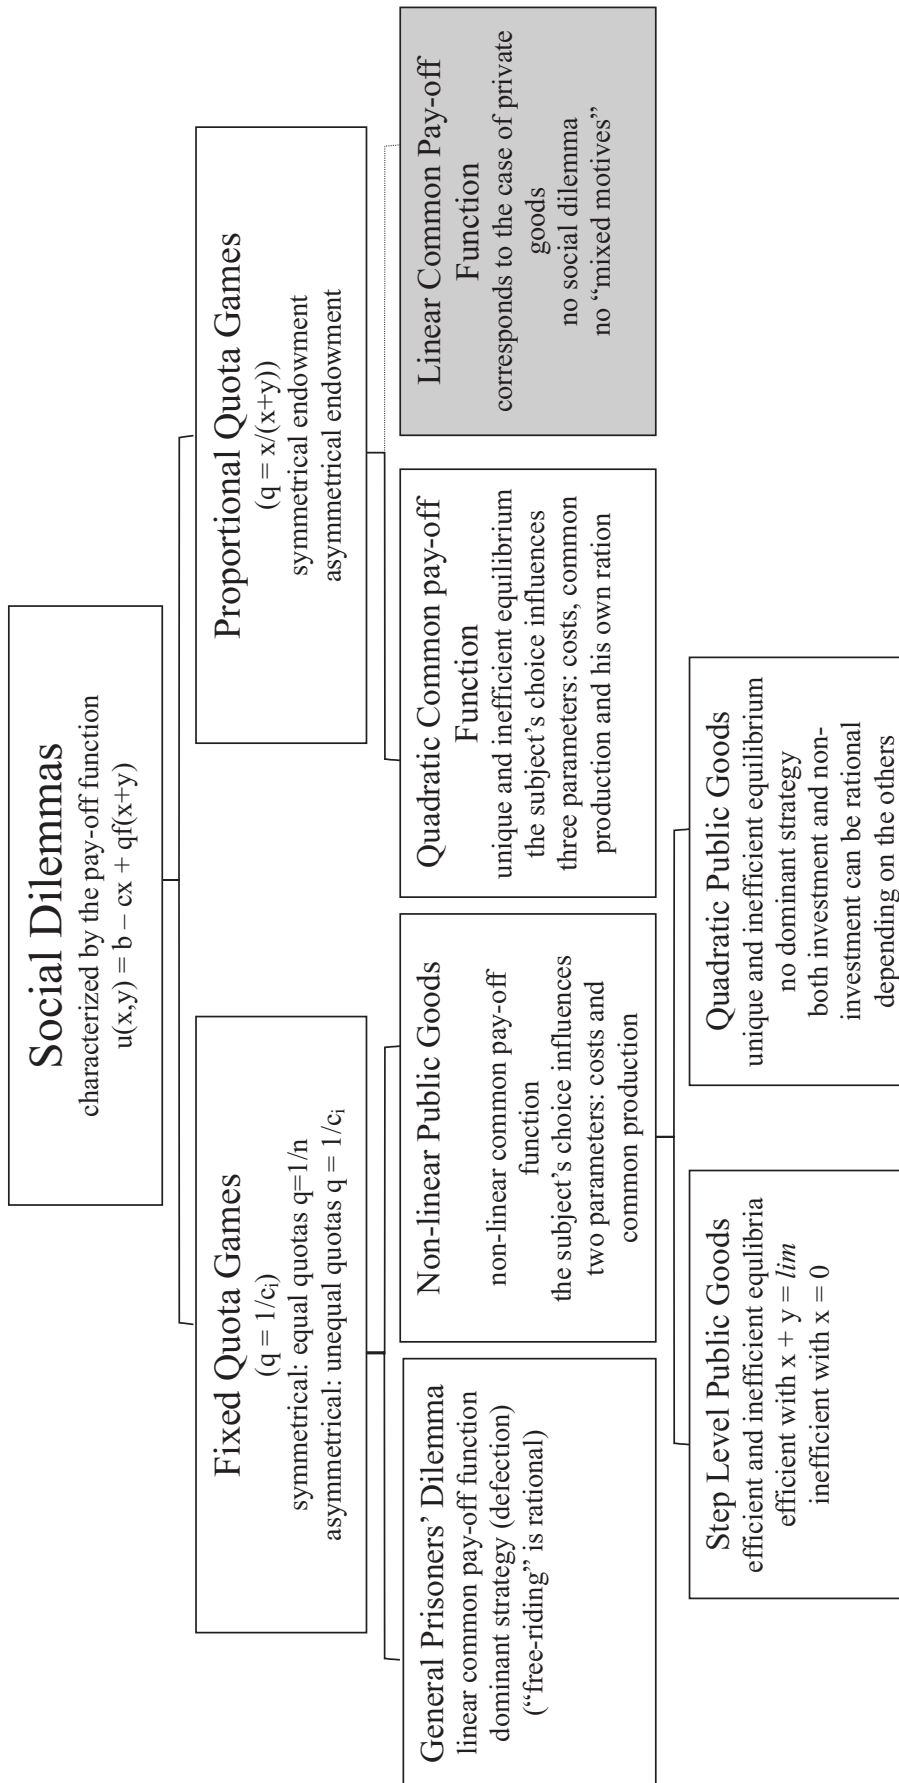 Social Dilemmas
characterized by the pay-off function
u(x,y) = b – cx + qf(x+y)
Fixed Quota Games
(q = 1/cᵢ)
symmetrical: equal quotas q=1/n
asymmetrical: unequal quotas q = 1/cᵢ
Proportional Quota Games
(q = x/(x+y))
symmetrical endowment
asymmetrical endowment
General Prisoners’ Dilemma
linear common pay-off function
dominant strategy (defection)
(“free-riding” is rational)
Non-linear Public Goods
non-linear common pay-off
function
the subject’s choice influences
two parameters: costs and
common production
Quadratic Common pay-off
Function
unique and inefficient equilibrium
the subject’s choice influences
three parameters: costs, common
production and his own ration
Linear Common Pay-off
Function
corresponds to the case of private
goods
no social dilemma
no “mixed motives”
Step Level Public Goods
efficient and inefficient equlibria
efficient with x + y = lim
inefficient with x = 0
Quadratic Public Goods
unique and inefficient equilibrium
no dominant strategy
both investment and non-
investment can be rational
depending on the others